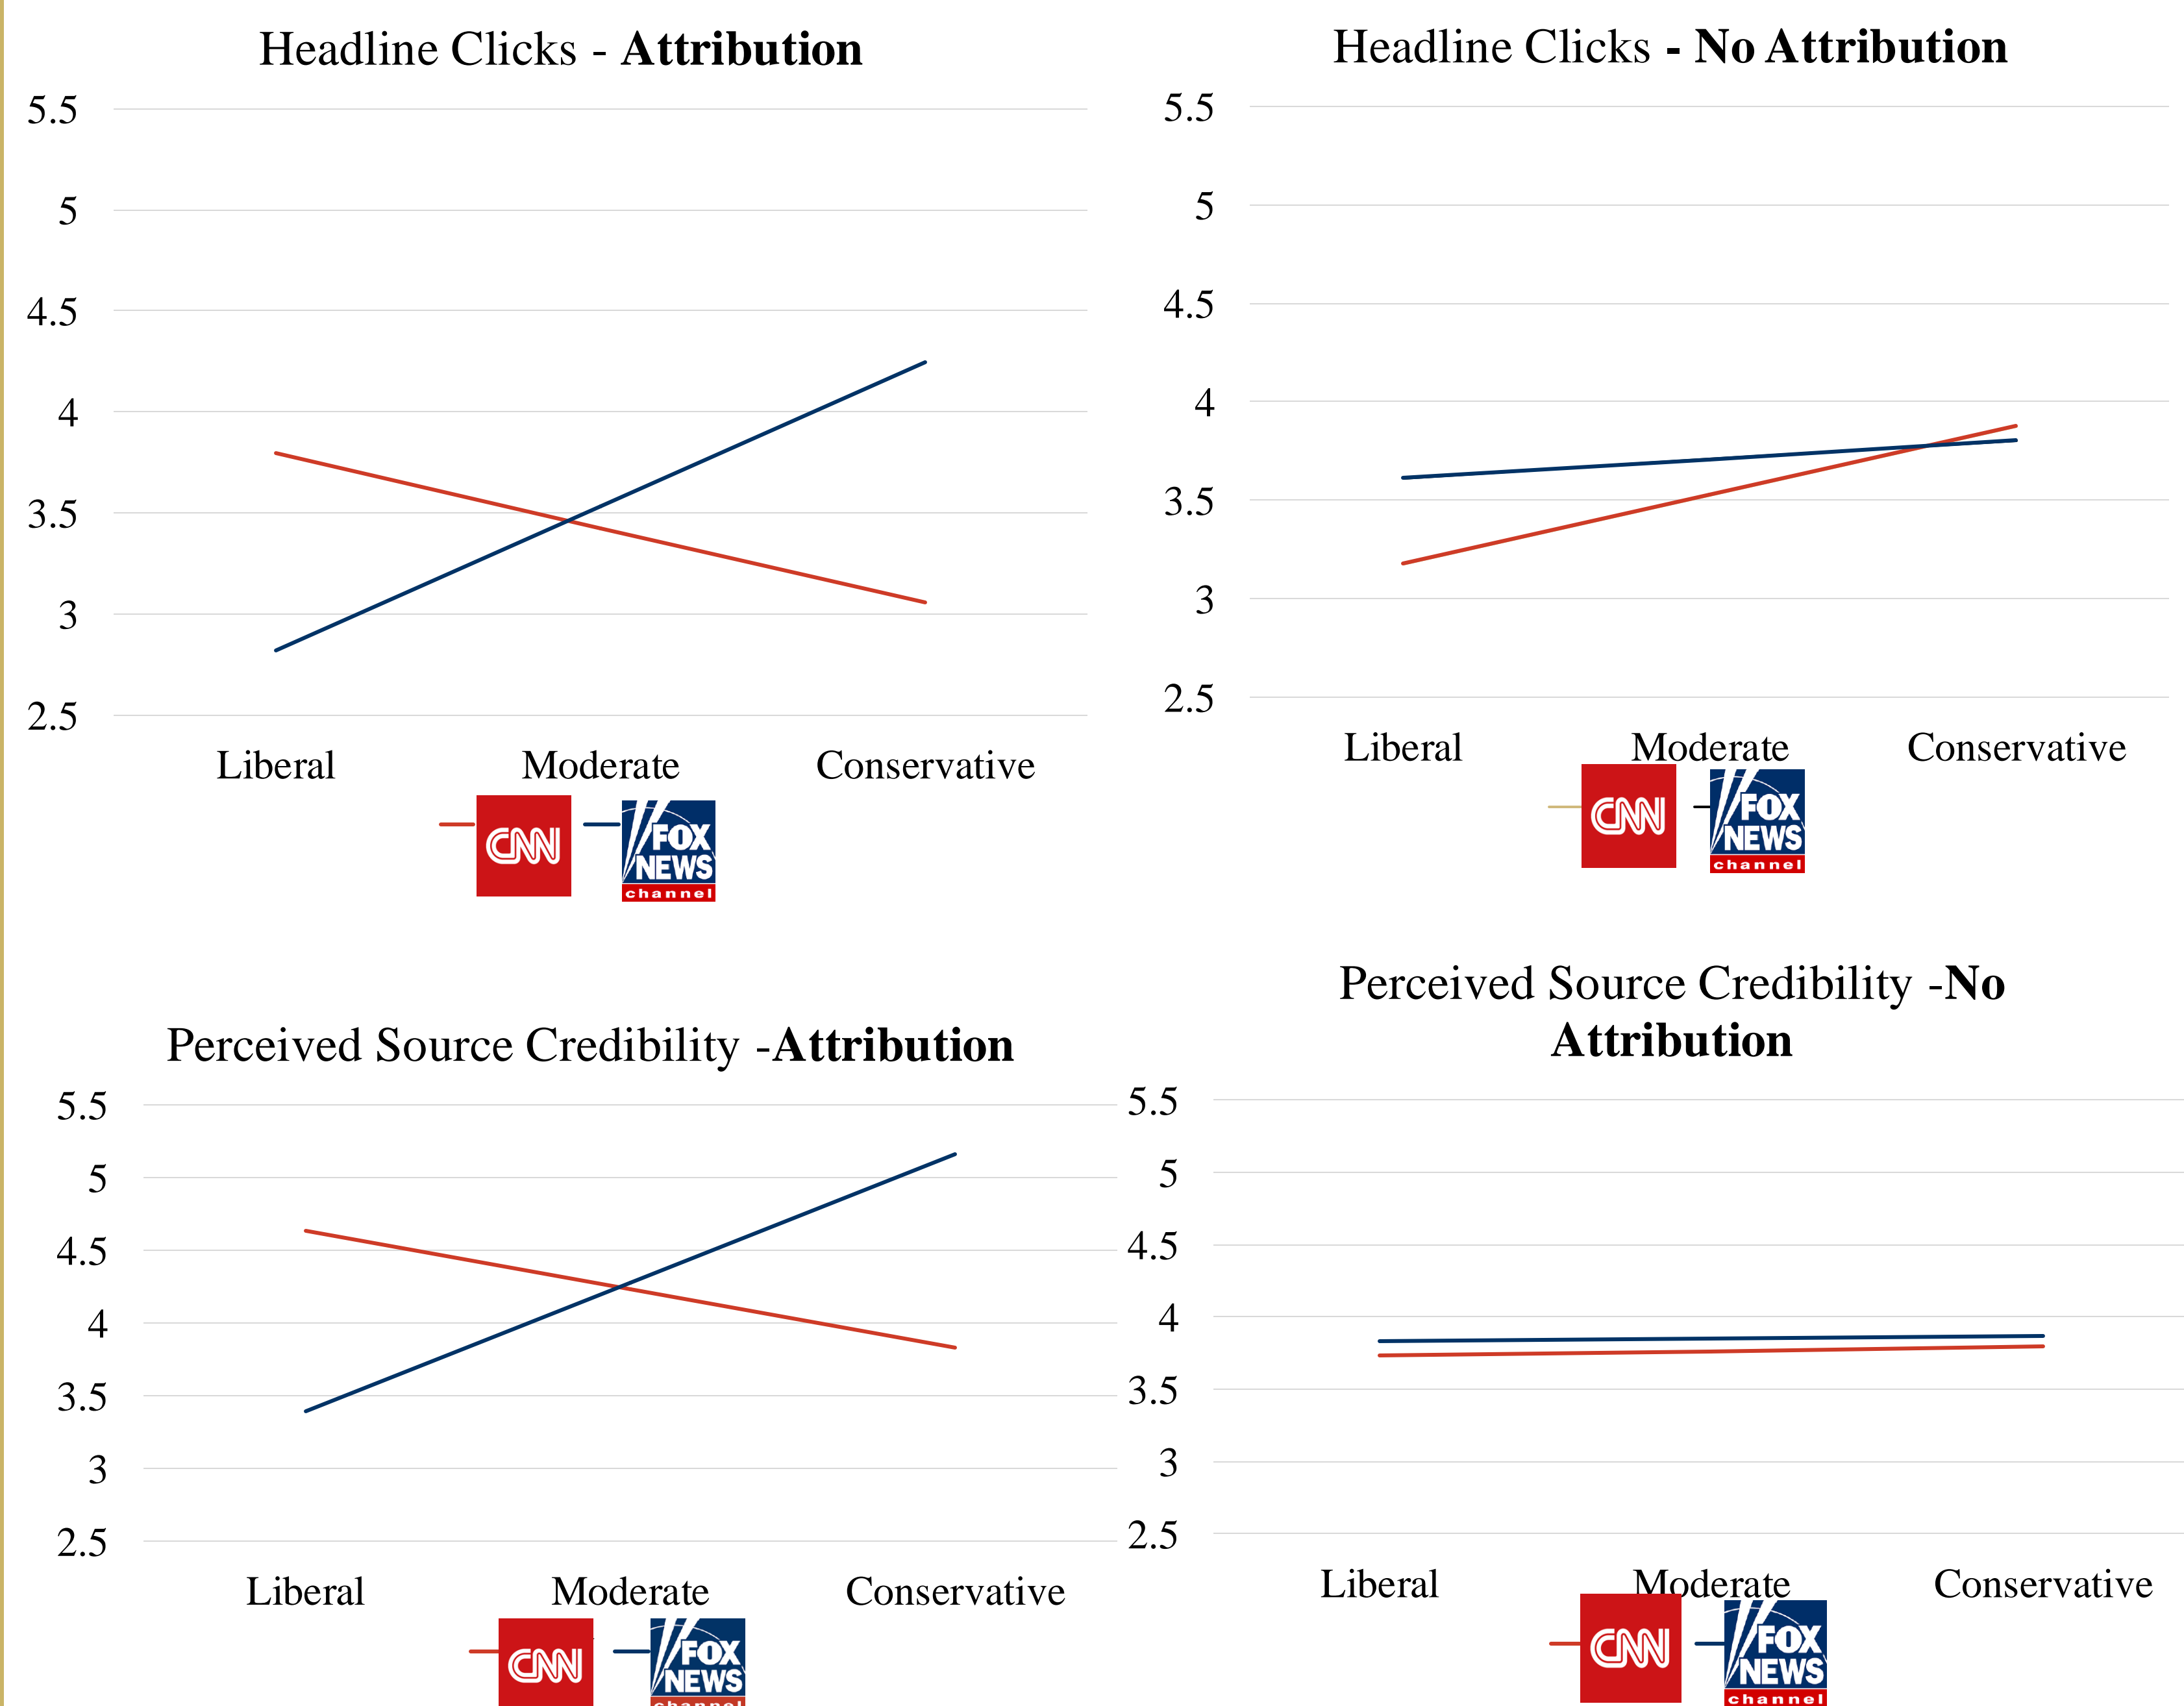 Headline Clicks - Attribution
5.5
5
4.5
4
3.5
3
2.5
Liberal Moderate Conservative
CNN
FOX
NEWS
channel
Headline Clicks - No Attribution
5.5
5
4.5
4
3.5
3
2.5
Liberal Moderate Conservative
CNN
FOX
NEWS
channel
Perceived Source Credibility -Attribution
5.5
5
4.5
4
3.5
3
2.5
Liberal Moderate Conservative
CNN
FOX
NEWS
channel
Perceived Source Credibility -No
Attribution
5.5
5
4.5
4
3.5
3
2.5
Liberal Moderate Conservative
CNN
FOX
NEWS
channel